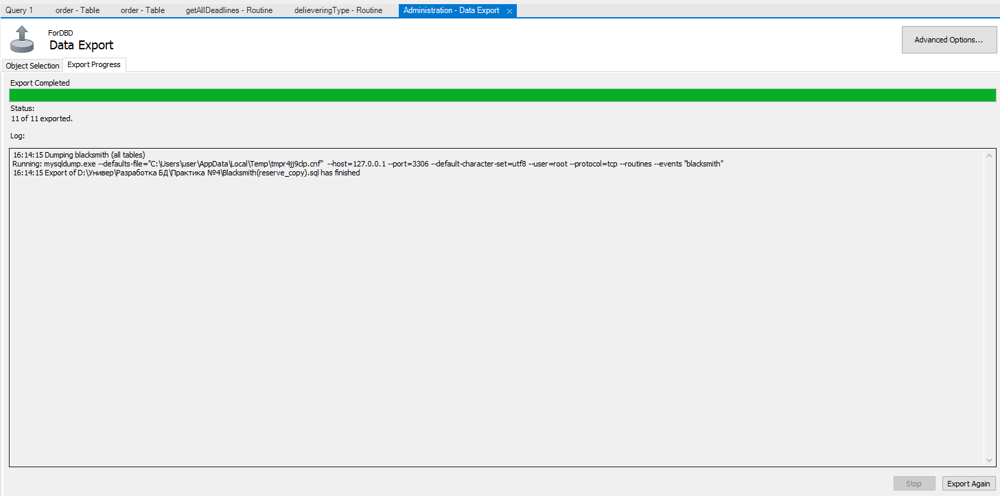 Query 1 order - Table order - Table getAllDeadlines - Routine delieveringType - Routine Administration - Data Export
ForDBD
Data Export
Advanced Options...
Object Selection Export Progress
Export Completed
Status:
11 of 11 exported.
Log:
16:14:15 Dumping blacksmith (all tables)
Running: mysqldump.exe --defaults-file="C:\Users\user\AppData\Local\Temp\tmpr4jj9clp.cnf" --host=127.0.0.1 --port=3306 --default-character-set=utf8 --user=root --protocol=tcp --routines --events "blacksmith"
16:14:15 Export of D:\Универ\Разработка БД\Практика №4\Blacksmith(reserve_copy).sql has finished
Stop Export Again